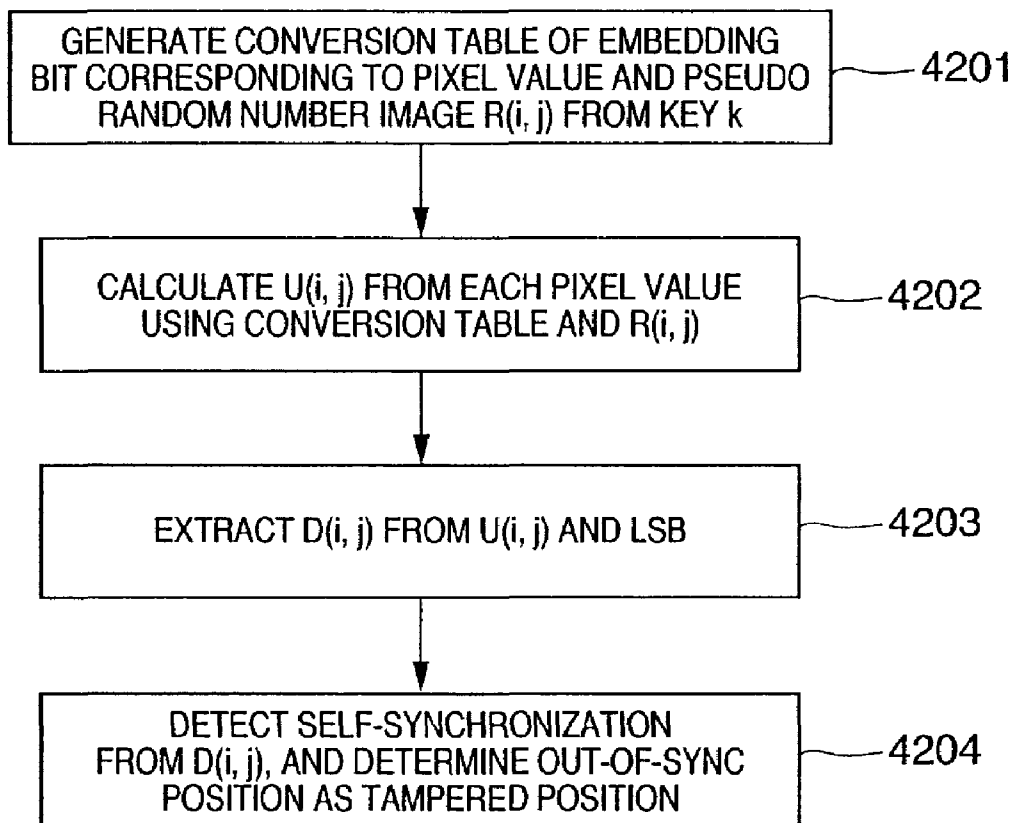 GENERATE CONVERSION TABLE OF EMBEDDING
BIT CORRESPONDING TO PIXEL VALUE AND PSEUDO
RANDOM NUMBER IMAGE R(i, j) FROM KEY k
4201
CALCULATE U(i, j) FROM EACH PIXEL VALUE
USING CONVERSION TABLE AND R(i, j)
4202
EXTRACT D(i, j) FROM U(i, j) AND LSB
4203
DETECT SELF-SYNCHRONIZATION
FROM D(i, j), AND DETERMINE OUT-OF-SYNC
POSITION AS TAMPERED POSITION
4204